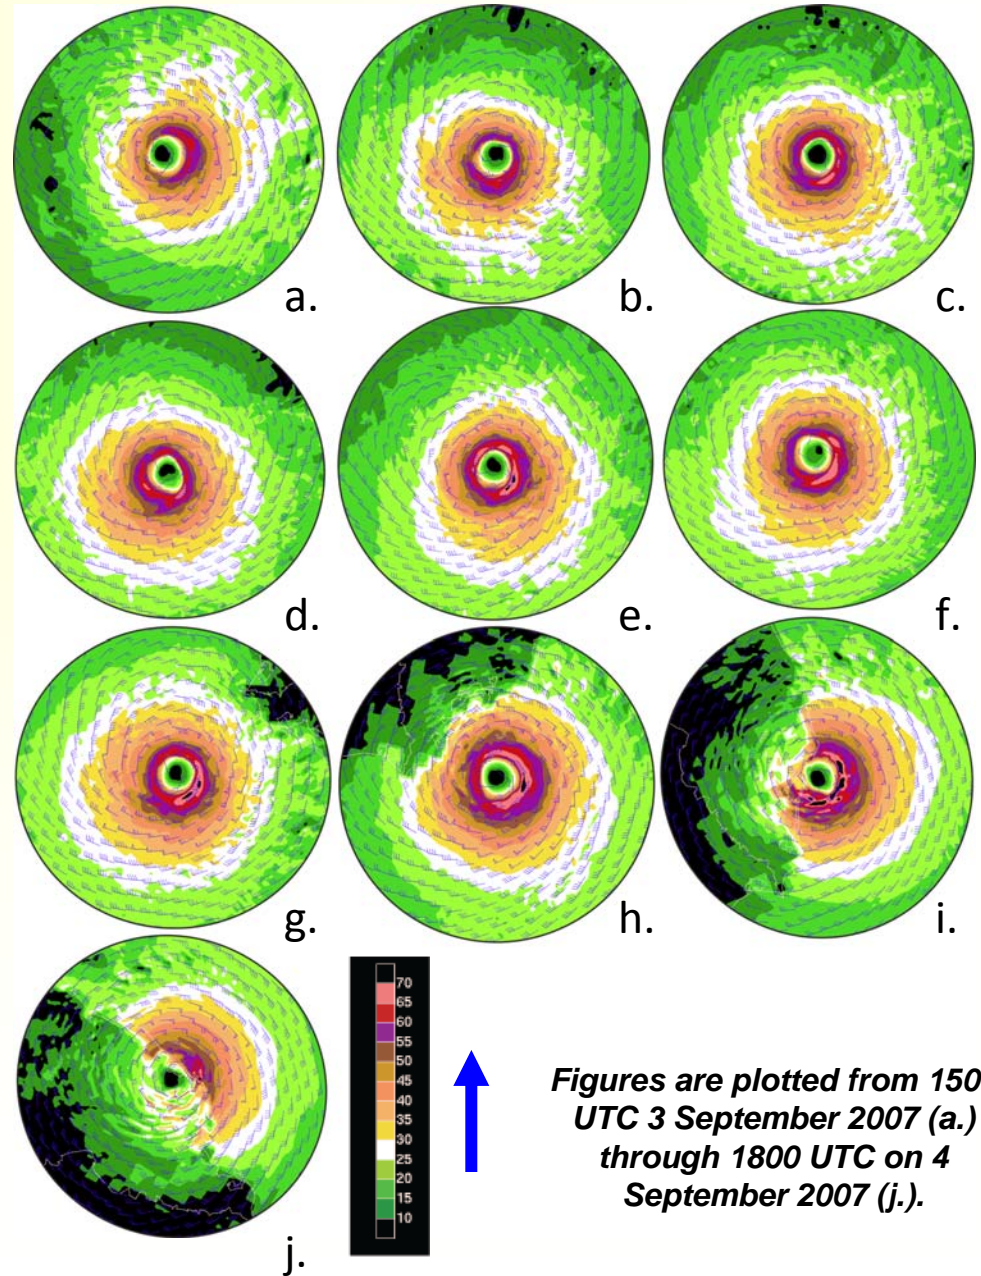 a.
b.
c.
d.
e.
f.
g.
h.
i.
j.
70
65
60
55
50
45
40
35
30
25
20
15
10
Figures are plotted from 150
UTC 3 September 2007 (a.)
through 1800 UTC on 4
September 2007 (j.).